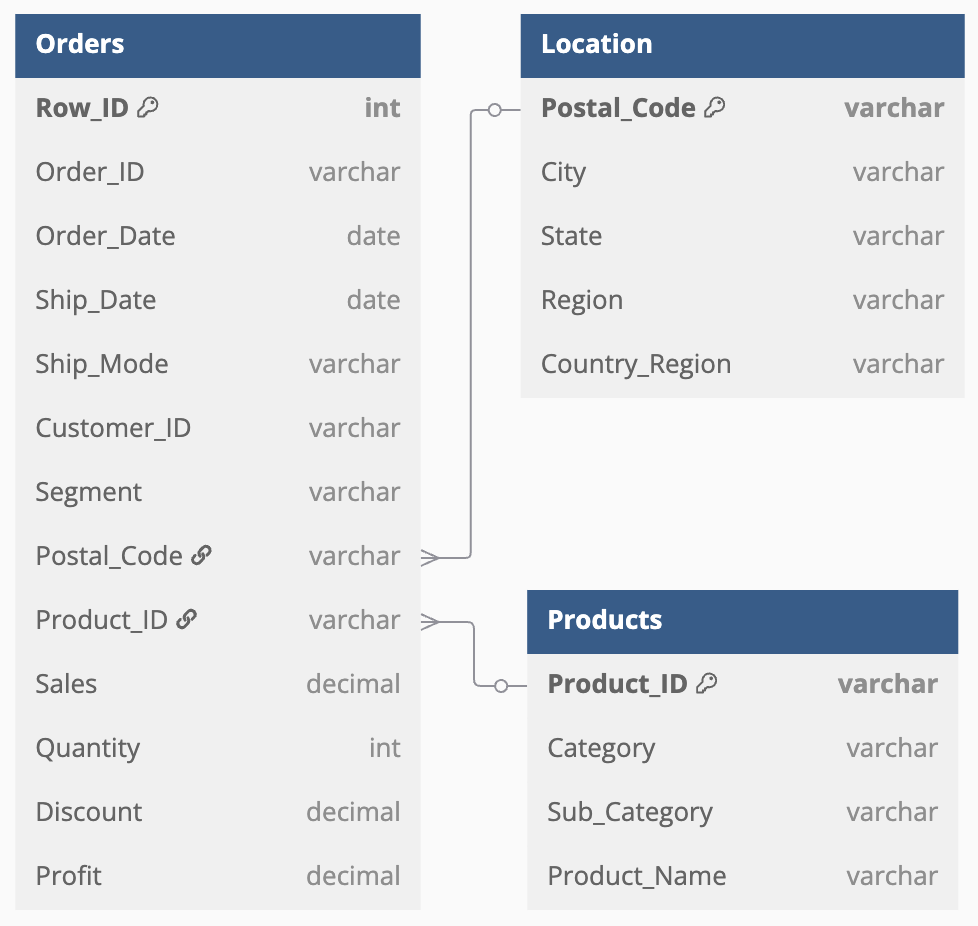 Orders
Row_ID int
Order_ID varchar
Order_Date date
Ship_Date date
Ship_Mode varchar
Customer_ID varchar
Segment varchar
Postal_Code varchar
Product_ID varchar
Sales decimal
Quantity int
Discount decimal
Profit decimal
Location
Postal_Code varchar
City varchar
State varchar
Region varchar
Country_Region varchar
Products
Product_ID varchar
Category varchar
Sub_Category varchar
Product_Name varchar